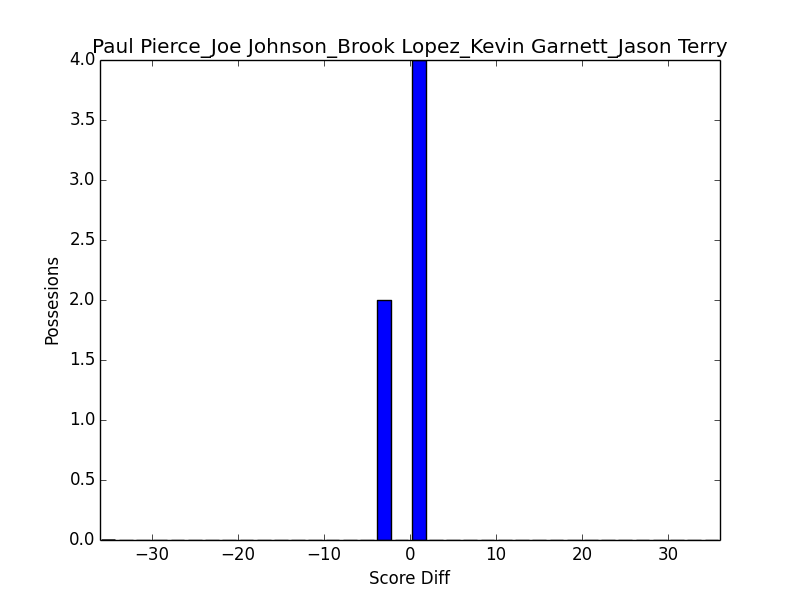 Paul Pierce_Joe Johnson_Brook Lopez_Kevin Garnett_Jason Terry
4.0
3.5
3.0
2.5
2.0
1.5
1.0
0.5
0.0
Possesions
−30 −20 −10 0 10 20 30
Score Diff